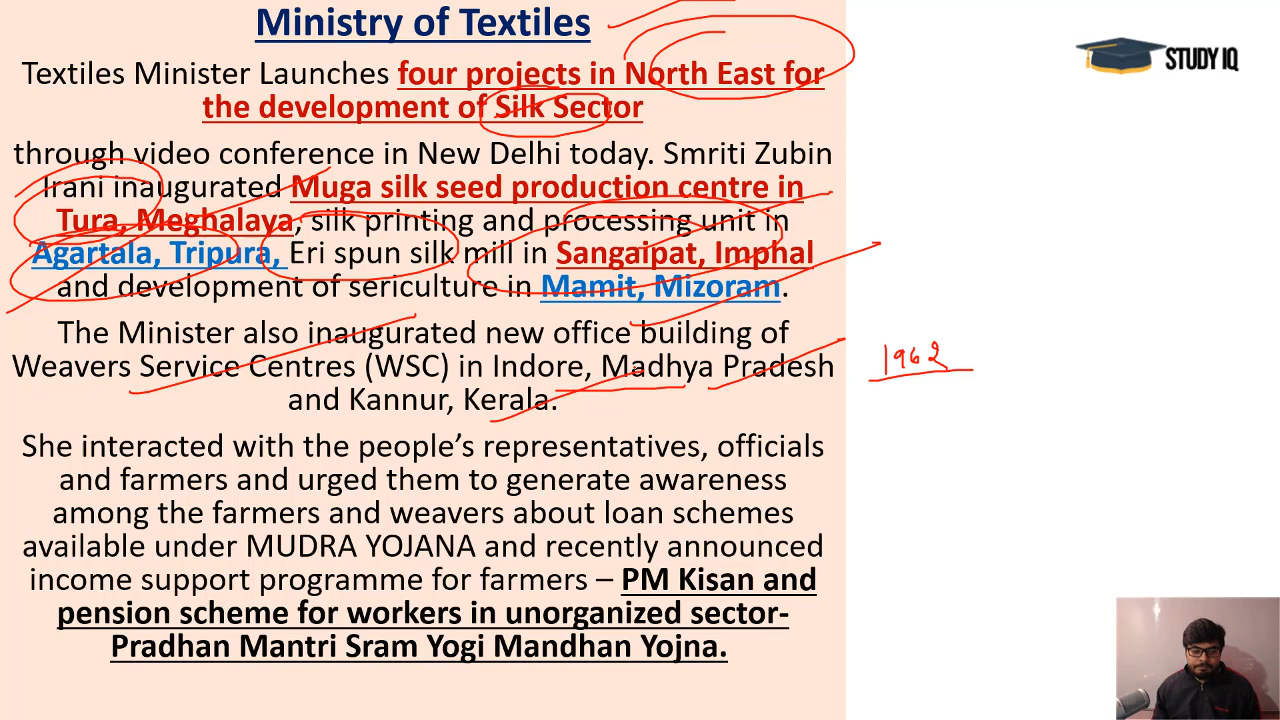 Ministry of Textiles
Textiles Minister Launches four projects in North East for
the development of Silk Sector
through video conference in New Delhi today. Smriti Zubin
Irani inaugurated Muga silk seed production centre in
Tura, Meghalaya, silk printing and processing unit in
Agartala, Tripura, Eri spun silk mill in Sangaipat, Imphal
and development of sericulture in Mamit, Mizoram.
The Minister also inaugurated new office building of
Weavers Service Centres (WSC) in Indore, Madhya Pradesh
and Kannur, Kerala.
She interacted with the people's representatives, officials
and farmers and urged them to generate awareness
among the farmers and weavers about loan schemes
available under MUDRA YOJANA and recently announced
income support programme for farmers – PM Kisan and
pension scheme for workers in unorganized sector-
Pradhan Mantri Sram Yogi Mandhan Yojna.
STUDY IQ
1962